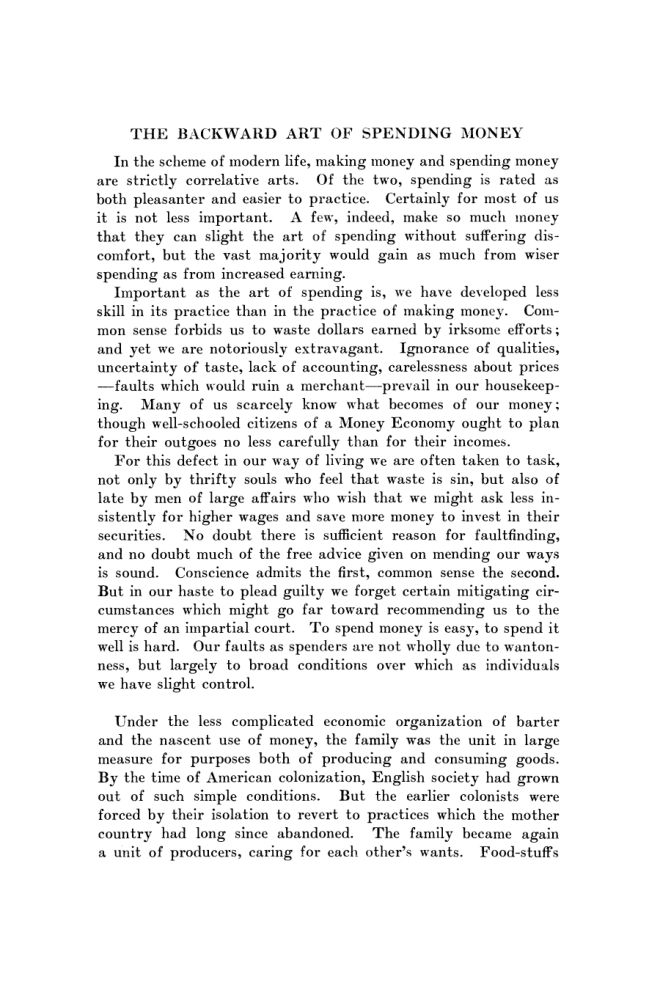 THE BACKWARD ART OF SPENDING MONEY
In the scheme of modern life, making money and spending money
are strictly correlative arts. Of the two, spending is rated as
both pleasanter and easier to practice. Certainly for most of us
it is not less important. A few, indeed, make so much money
that they can slight the art of spending without suffering dis-
comfort, but the vast majority would gain as much from wiser
spending as from increased earning.
Important as the art of spending is, we have developed less
skill in its practice than in the practice of making money. Com-
mon sense forbids us to waste dollars earned by irksome efforts;
and yet we are notoriously extravagant. Ignorance of qualities,
uncertainty of taste, lack of accounting, carelessness about prices
—faults which would ruin a merchant—prevail in our housekeep-
ing. Many of us scarcely know what becomes of our money;
though well-schooled citizens of a Money Economy ought to plan
for their outgoes no less carefully than for their incomes.
For this defect in our way of living we are often taken to task,
not only by thrifty souls who feel that waste is sin, but also of
late by men of large affairs who wish that we might ask less in-
sistently for higher wages and save more money to invest in their
securities. No doubt there is sufficient reason for faultfinding,
and no doubt much of the free advice given on mending our ways
is sound. Conscience admits the first, common sense the second.
But in our haste to plead guilty we forget certain mitigating cir-
cumstances which might go far toward recommending us to the
mercy of an impartial court. To spend money is easy, to spend it
well is hard. Our faults as spenders are not wholly due to wanton-
ness, but largely to broad conditions over which as individuals
we have slight control.
Under the less complicated economic organization of barter
and the nascent use of money, the family was the unit in large
measure for purposes both of producing and consuming goods.
By the time of American colonization, English society had grown
out of such simple conditions. But the earlier colonists were
forced by their isolation to revert to practices which the mother
country had long since abandoned. The family became again
a unit of producers, caring for each other's wants. Food-stuffs